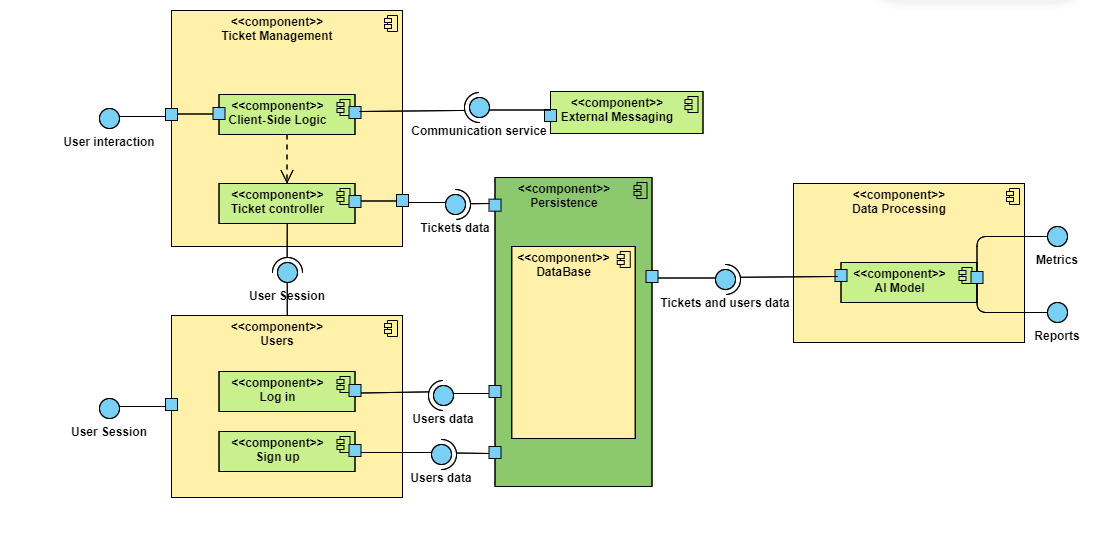 <<component>>
Ticket Management
<<component>>
Client-Side Logic
User interaction
Communication service
<<component>>
External Messaging
<<component>>
Ticket controller
Tickets data
<<component>>
Persistence
<<component>>
DataBase
User Session
<<component>>
Users
<<component>>
Log in
Users data
User Session
<<component>>
Sign up
Users data
Tickets and users data
<<component>>
Data Processing
<<component>>
AI Model
Metrics
Reports